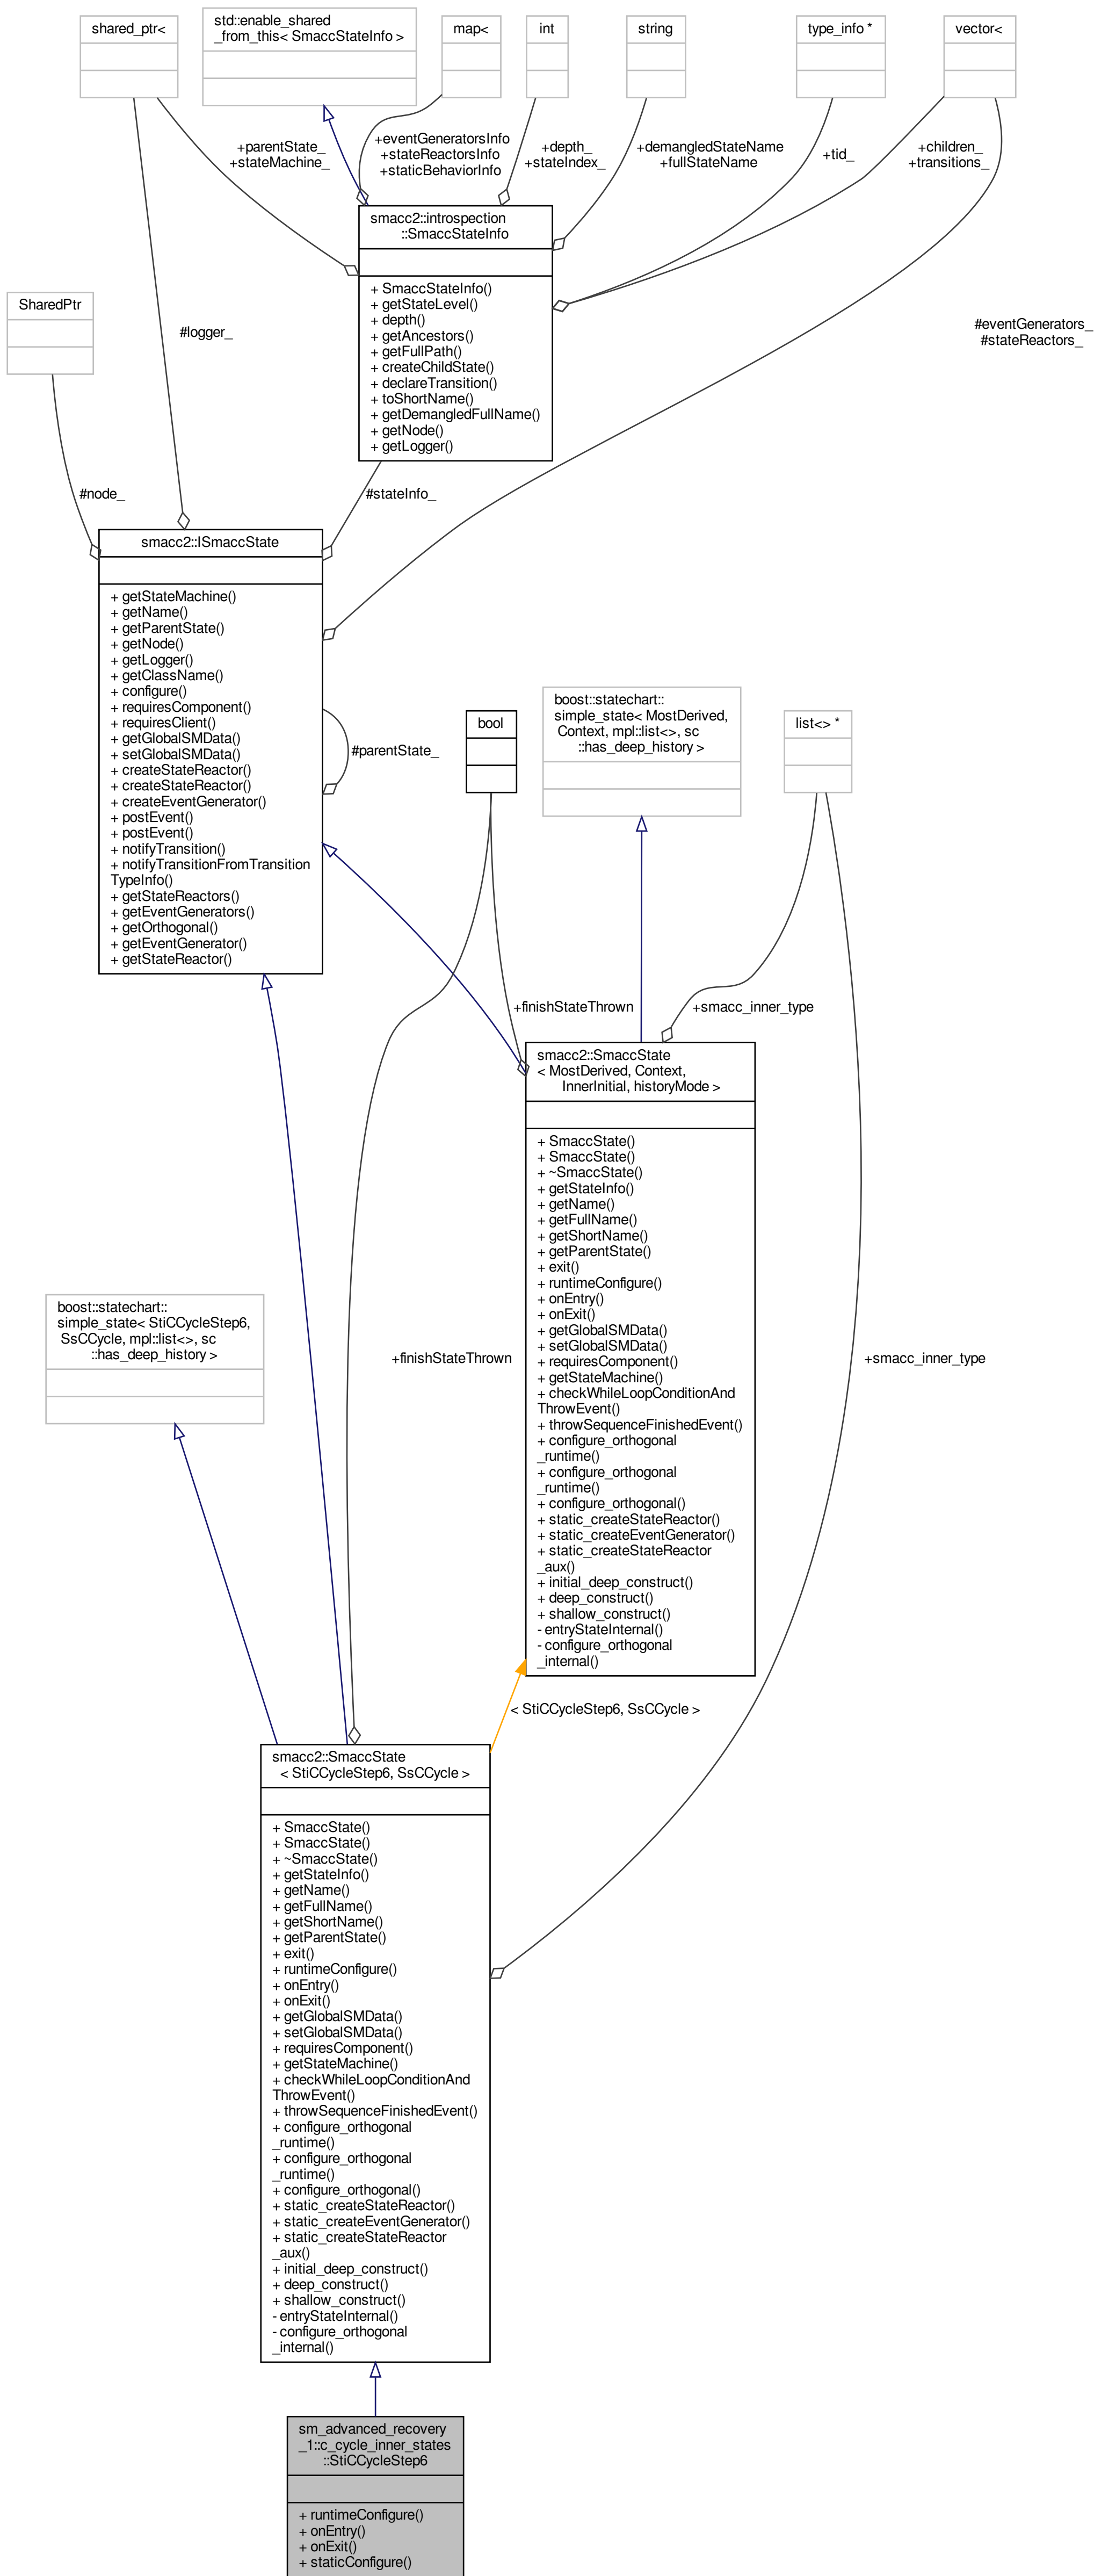 shared_ptr<
std::enable_shared
_from_this< SmaccStateInfo >
map<
int
string
type_info *
vector<
+parentState_
+stateMachine_
+eventGeneratorsInfo
+stateReactorsInfo
+staticBehaviorInfo
+depth_
+stateIndex_
+demangledStateName
+fullStateName
+tid_
+children_
+transitions_
smacc2::introspection
::SmaccStateInfo
+ SmaccStateInfo()
+ getStateLevel()
+ depth()
+ getAncestors()
+ getFullPath()
+ createChildState()
+ declareTransition()
+ toShortName()
+ getDemangledFullName()
+ getNode()
+ getLogger()
SharedPtr
#logger_
#eventGenerators_
#stateReactors_
#node_
#stateInfo_
smacc2::ISmaccState
+ getStateMachine()
+ getName()
+ getParentState()
+ getNode()
+ getLogger()
+ getClassName()
+ configure()
+ requiresComponent()
+ requiresClient()
+ getGlobalSMData()
+ setGlobalSMData()
+ createStateReactor()
+ createStateReactor()
+ createEventGenerator()
+ postEvent()
+ postEvent()
+ notifyTransition()
+ notifyTransitionFromTransition
TypeInfo()
+ getStateReactors()
+ getEventGenerators()
+ getOrthogonal()
+ getEventGenerator()
+ getStateReactor()
#parentState_
bool
boost::statechart::
simple_state< MostDerived,
Context, mpl::list<>, sc
::has_deep_history >
list<> *
+finishStateThrown
+smacc_inner_type
smacc2::SmaccState
< MostDerived, Context,
InnerInitial, historyMode >
+ SmaccState()
+ SmaccState()
+ ~SmaccState()
+ getStateInfo()
+ getName()
+ getFullName()
+ getShortName()
+ getParentState()
+ exit()
+ runtimeConfigure()
+ onEntry()
+ onExit()
+ getGlobalSMData()
+ setGlobalSMData()
+ requiresComponent()
+ getStateMachine()
+ checkWhileLoopConditionAnd
ThrowEvent()
+ throwSequenceFinishedEvent()
+ configure_orthogonal
_runtime()
+ configure_orthogonal
_runtime()
+ configure_orthogonal()
+ static_createStateReactor()
+ static_createEventGenerator()
+ static_createStateReactor
_aux()
+ initial_deep_construct()
+ deep_construct()
+ shallow_construct()
- entryStateInternal()
- configure_orthogonal
_internal()
boost::statechart::
simple_state< StiCCycleStep6,
SsCCycle, mpl::list<>, sc
::has_deep_history >
+finishStateThrown
+smacc_inner_type
< StiCCycleStep6, SsCCycle >
smacc2::SmaccState
< StiCCycleStep6, SsCCycle >
+ SmaccState()
+ SmaccState()
+ ~SmaccState()
+ getStateInfo()
+ getName()
+ getFullName()
+ getShortName()
+ getParentState()
+ exit()
+ runtimeConfigure()
+ onEntry()
+ onExit()
+ getGlobalSMData()
+ setGlobalSMData()
+ requiresComponent()
+ getStateMachine()
+ checkWhileLoopConditionAnd
ThrowEvent()
+ throwSequenceFinishedEvent()
+ configure_orthogonal
_runtime()
+ configure_orthogonal
_runtime()
+ configure_orthogonal()
+ static_createStateReactor()
+ static_createEventGenerator()
+ static_createStateReactor
_aux()
+ initial_deep_construct()
+ deep_construct()
+ shallow_construct()
- entryStateInternal()
- configure_orthogonal
_internal()
sm_advanced_recovery
_1::c_cycle_inner_states
::StiCCycleStep6
+ runtimeConfigure()
+ onEntry()
+ onExit()
+ staticConfigure()